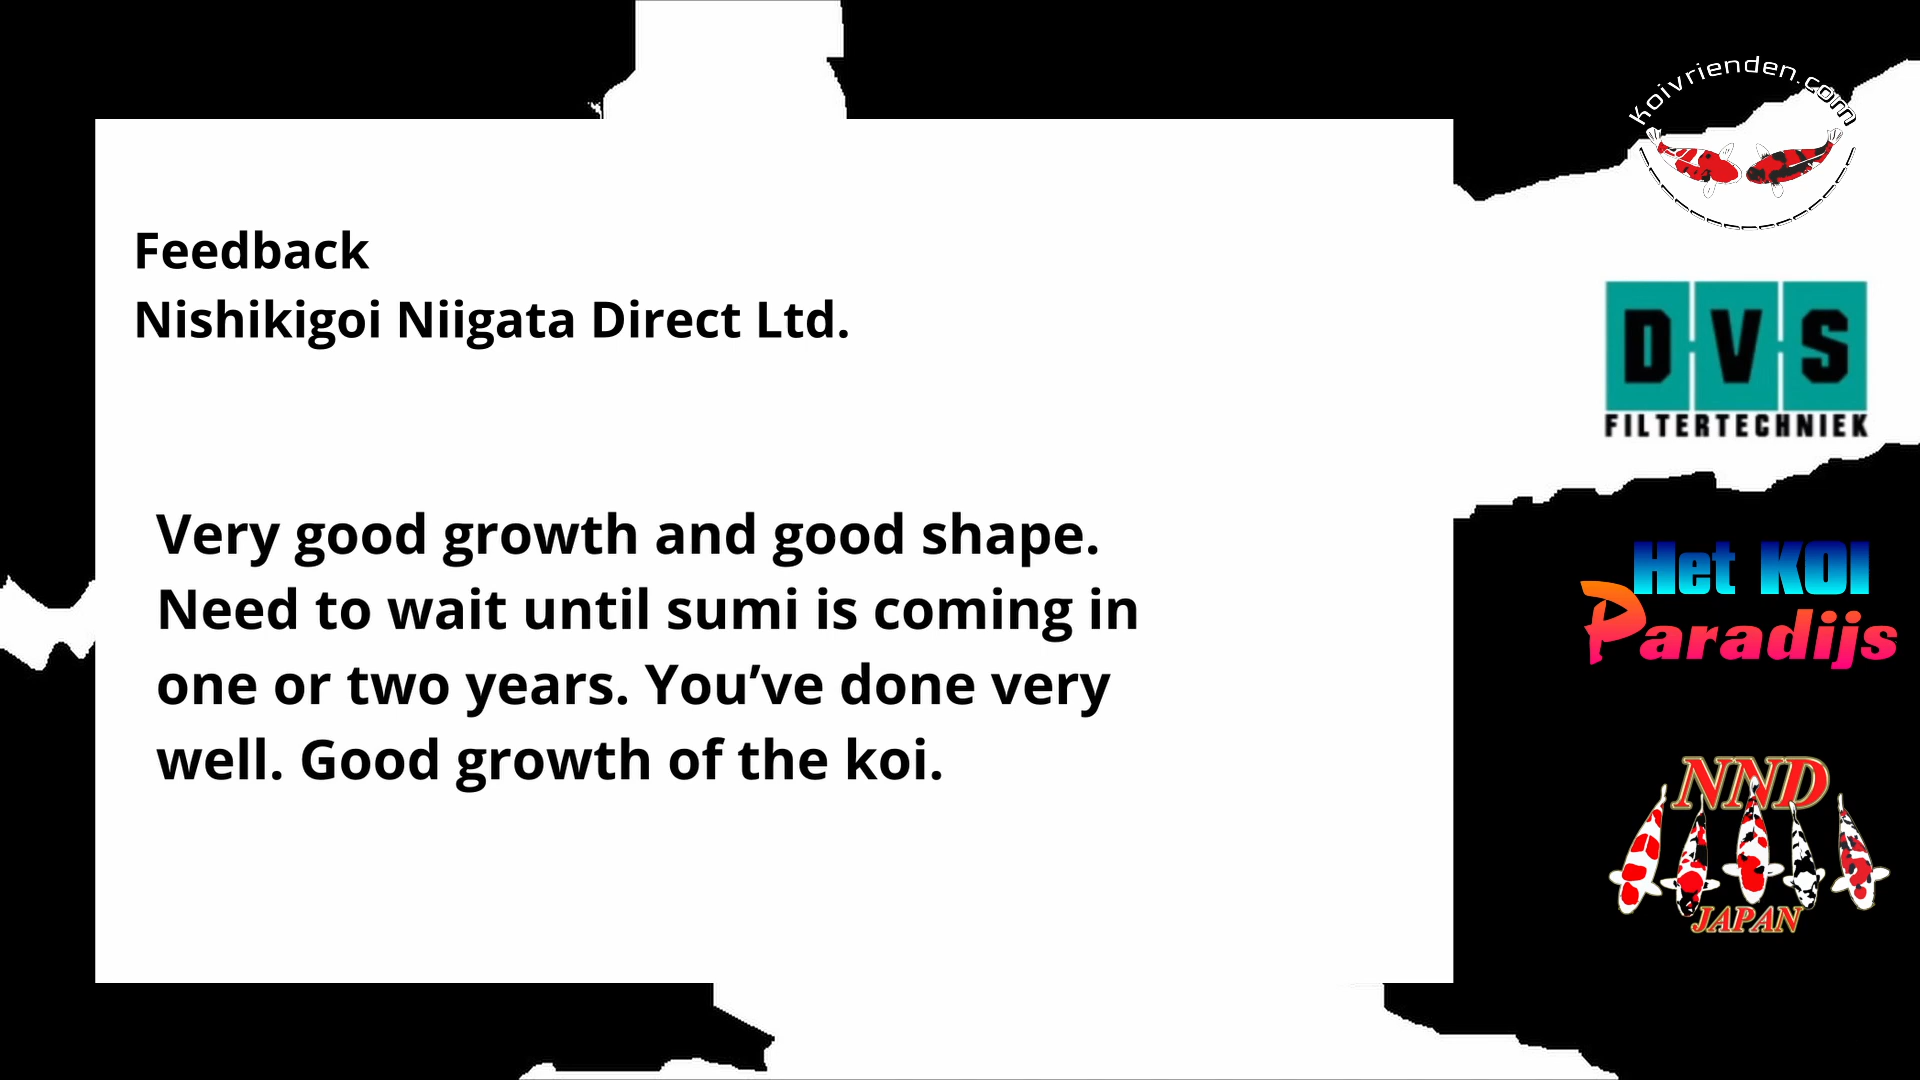 Koivrienden.com
Feedback
Nishikigoi Niigata Direct Ltd.
DVS
FILTERTECHNIEK
Very good growth and good shape.
Need to wait until sumi is coming in
one or two years. You’ve done very
well. Good growth of the koi.
Het KOI
Paradijs
NND
JAPAN